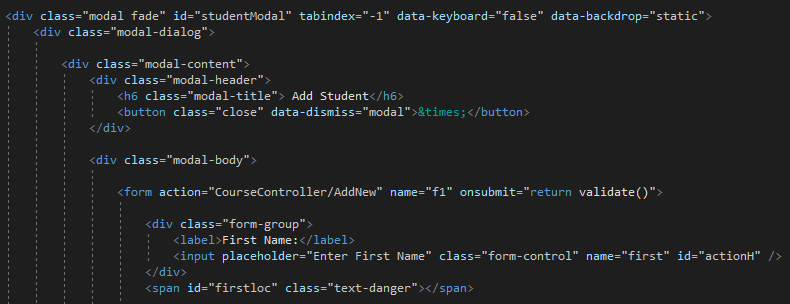 <div class="modal fade" id="studentModal" tabindex="-1" data-keyboard="false" data-backdrop="static">
<div class="modal-dialog">
<div class="modal-content">
<div class="modal-header">
<h6 class="modal-title"> Add Student</h6>
<button class="close" data-dismiss="modal">&times;</button>
</div>
<div class="modal-body">
<form action="CourseController/AddNew" name="f1" onsubmit="return validate()">
<div class="form-group">
<label>First Name:</label>
<input placeholder="Enter First Name" class="form-control" name="first" id="actionH" />
</div>
<span id="firstloc" class="text-danger"></span>